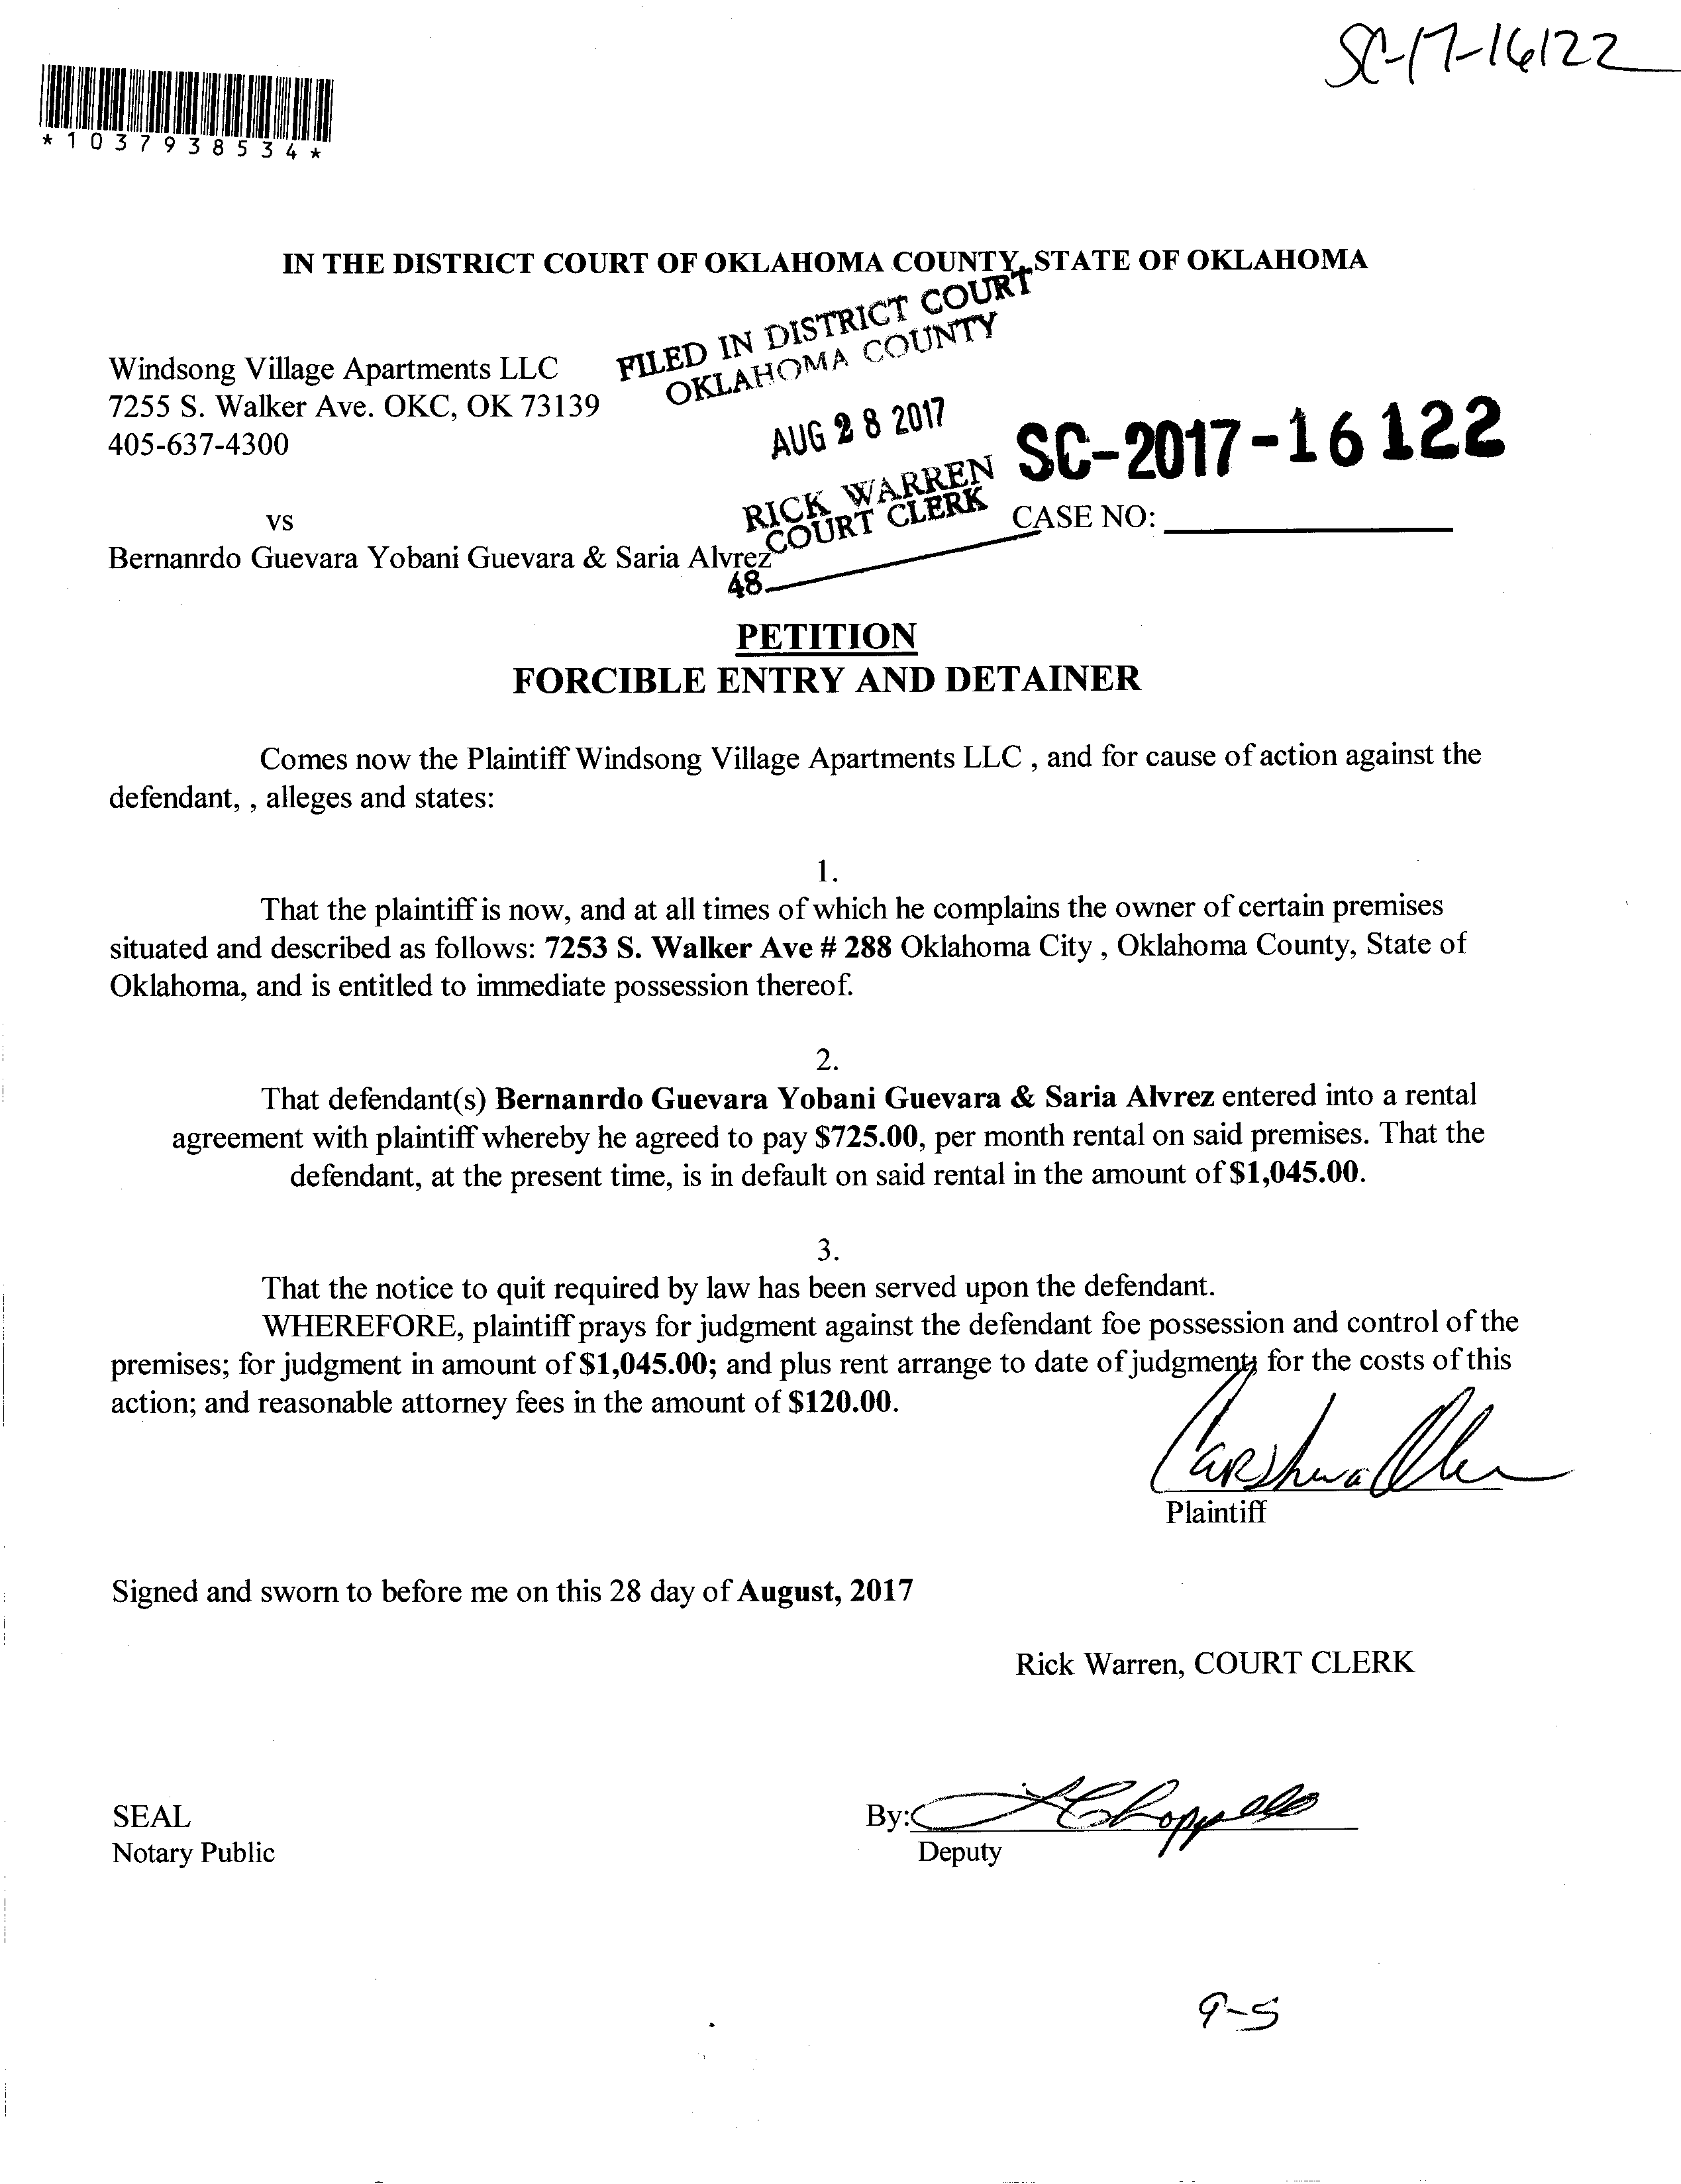 SC-17-16122
*1037938534*
IN THE DISTRICT COURT OF OKLAHOMA COUNTY, STATE OF OKLAHOMA
FILED IN DISTRICT COURT
OKLAHOMA COUNTY
Windsong Village Apartments LLC
7255 S. Walker Ave. OKC, OK 73139
405-637-4300
AUG 28 2017
SC-2017-16122
RICK WARREN
COURT CLERK
CASE NO:
vs
Bernanrdo Guevara Yobani Guevara & Saria Alvrez
48
PETITION
FORCIBLE ENTRY AND DETAINER
Comes now the Plaintiff Windsong Village Apartments LLC , and for cause of action against the
defendant, , alleges and states:
1.
That the plaintiff is now, and at all times of which he complains the owner of certain premises
situated and described as follows: 7253 S. Walker Ave # 288 Oklahoma City , Oklahoma County, State of
Oklahoma, and is entitled to immediate possession thereof.
2.
That defendant(s) Bernanrdo Guevara Yobani Guevara & Saria Alvrez entered into a rental
agreement with plaintiff whereby he agreed to pay $725.00, per month rental on said premises. That the
defendant, at the present time, is in default on said rental in the amount of $1,045.00.
3.
That the notice to quit required by law has been served upon the defendant.
WHEREFORE, plaintiff prays for judgment against the defendant foe possession and control of the
premises; for judgment in amount of $1,045.00; and plus rent arrange to date of judgment; for the costs of this
action; and reasonable attorney fees in the amount of $120.00.
Plaintiff
Signed and sworn to before me on this 28 day of August, 2017
Rick Warren, COURT CLERK
SEAL
By:
Notary Public
Deputy
9-5